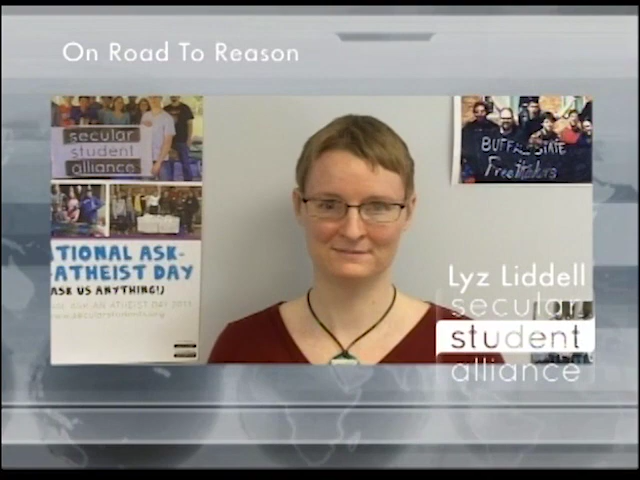 On Road To Reason
secular
student
alliance
BUFFALO STATE
Freethinkers
TIONAL ASK-
-ATHEIST DAY
ASK US ANYTHING!)
Lyz Liddell
secular
student
alliance